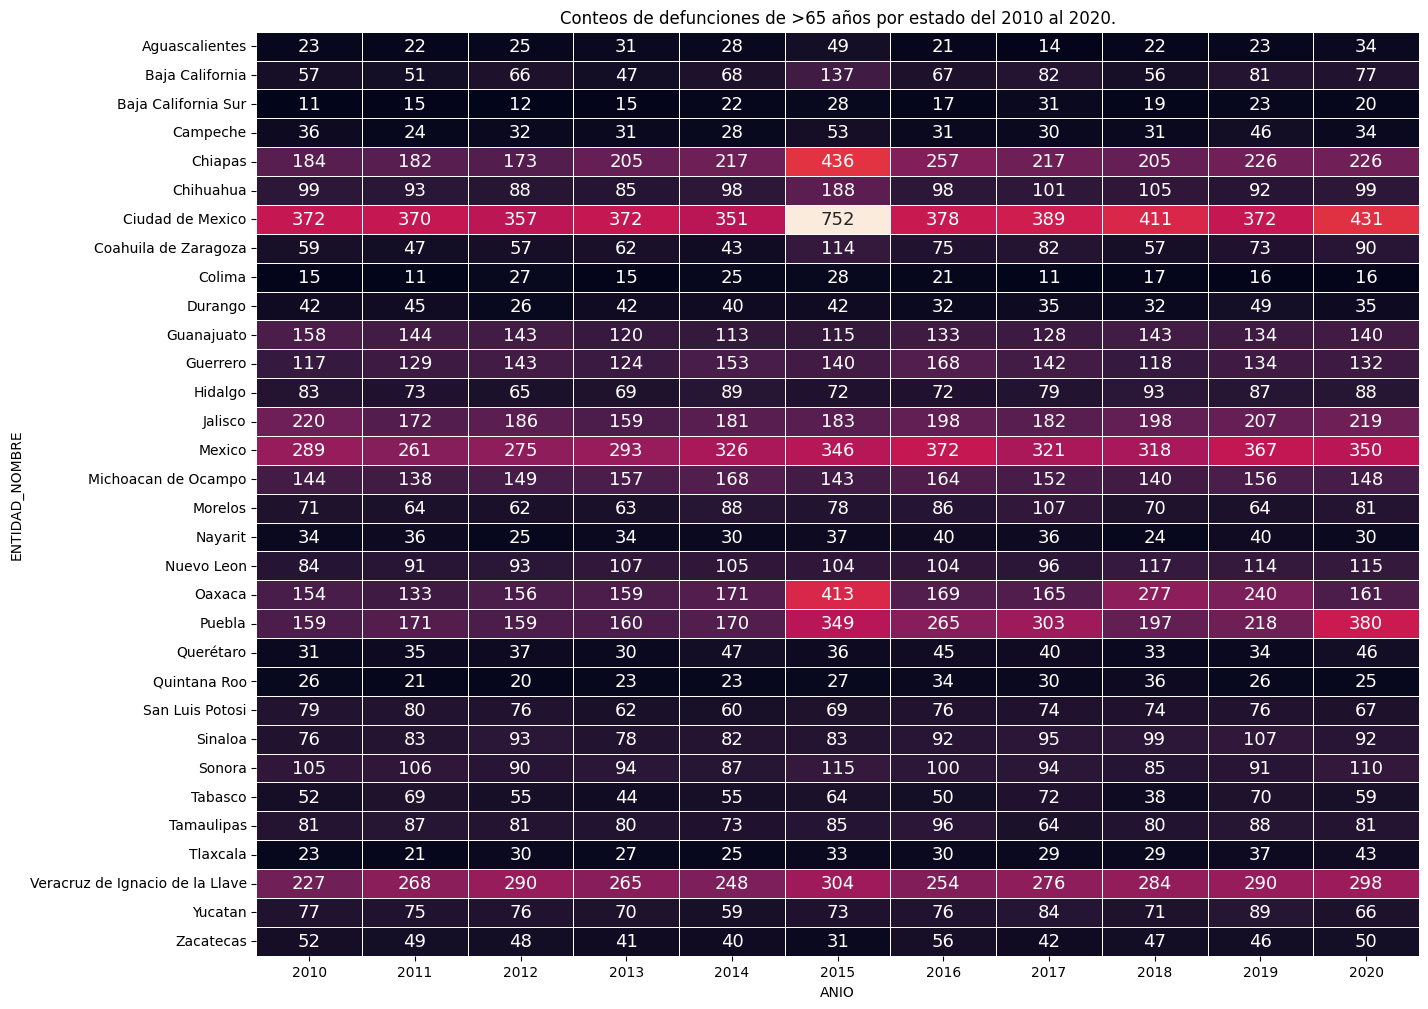 Conteos de defunciones de >65 años por estado del 2010 al 2020.
ENTIDAD_NOMBRE
Aguascalientes 23 22 25 31 28 49 21 14 22 23 34
Baja California 57 51 66 47 68 137 67 82 56 81 77
Baja California Sur 11 15 12 15 22 28 17 31 19 23 20
Campeche 36 24 32 31 28 53 31 30 31 46 34
Chiapas 184 182 173 205 217 436 257 217 205 226 226
Chihuahua 99 93 88 85 98 188 98 101 105 92 99
Ciudad de Mexico 372 370 357 372 351 752 378 389 411 372 431
Coahuila de Zaragoza 59 47 57 62 43 114 75 82 57 73 90
Colima 15 11 27 15 25 28 21 11 17 16 16
Durango 42 45 26 42 40 42 32 35 32 49 35
Guanajuato 158 144 143 120 113 115 133 128 143 134 140
Guerrero 117 129 143 124 153 140 168 142 118 134 132
Hidalgo 83 73 65 69 89 72 72 79 93 87 88
Jalisco 220 172 186 159 181 183 198 182 198 207 219
Mexico 289 261 275 293 326 346 372 321 318 367 350
Michoacan de Ocampo 144 138 149 157 168 143 164 152 140 156 148
Morelos 71 64 62 63 88 78 86 107 70 64 81
Nayarit 34 36 25 34 30 37 40 36 24 40 30
Nuevo Leon 84 91 93 107 105 104 104 96 117 114 115
Oaxaca 154 133 156 159 171 413 169 165 277 240 161
Puebla 159 171 159 160 170 349 265 303 197 218 380
Querétaro 31 35 37 30 47 36 45 40 33 34 46
Quintana Roo 26 21 20 23 23 27 34 30 36 26 25
San Luis Potosi 79 80 76 62 60 69 76 74 74 76 67
Sinaloa 76 83 93 78 82 83 92 95 99 107 92
Sonora 105 106 90 94 87 115 100 94 85 91 110
Tabasco 52 69 55 44 55 64 50 72 38 70 59
Tamaulipas 81 87 81 80 73 85 96 64 80 88 81
Tlaxcala 23 21 30 27 25 33 30 29 29 37 43
Veracruz de Ignacio de la Llave 227 268 290 265 248 304 254 276 284 290 298
Yucatan 77 75 76 70 59 73 76 84 71 89 66
Zacatecas 52 49 48 41 40 31 56 42 47 46 50
2010 2011 2012 2013 2014 2015 2016 2017 2018 2019 2020
ANIO